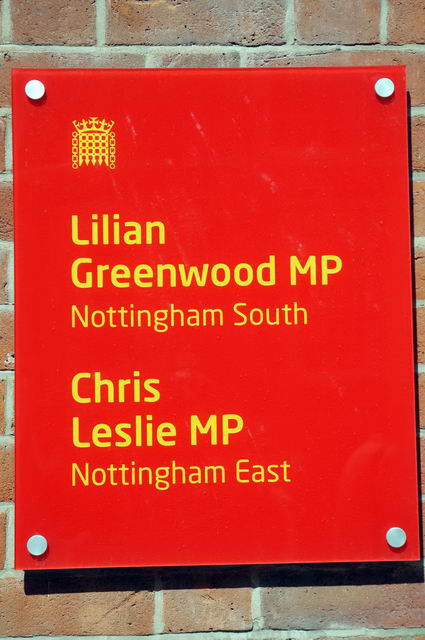 Lilian
Greenwood MP
Nottingham South
Chris
Leslie MP
Nottingham East